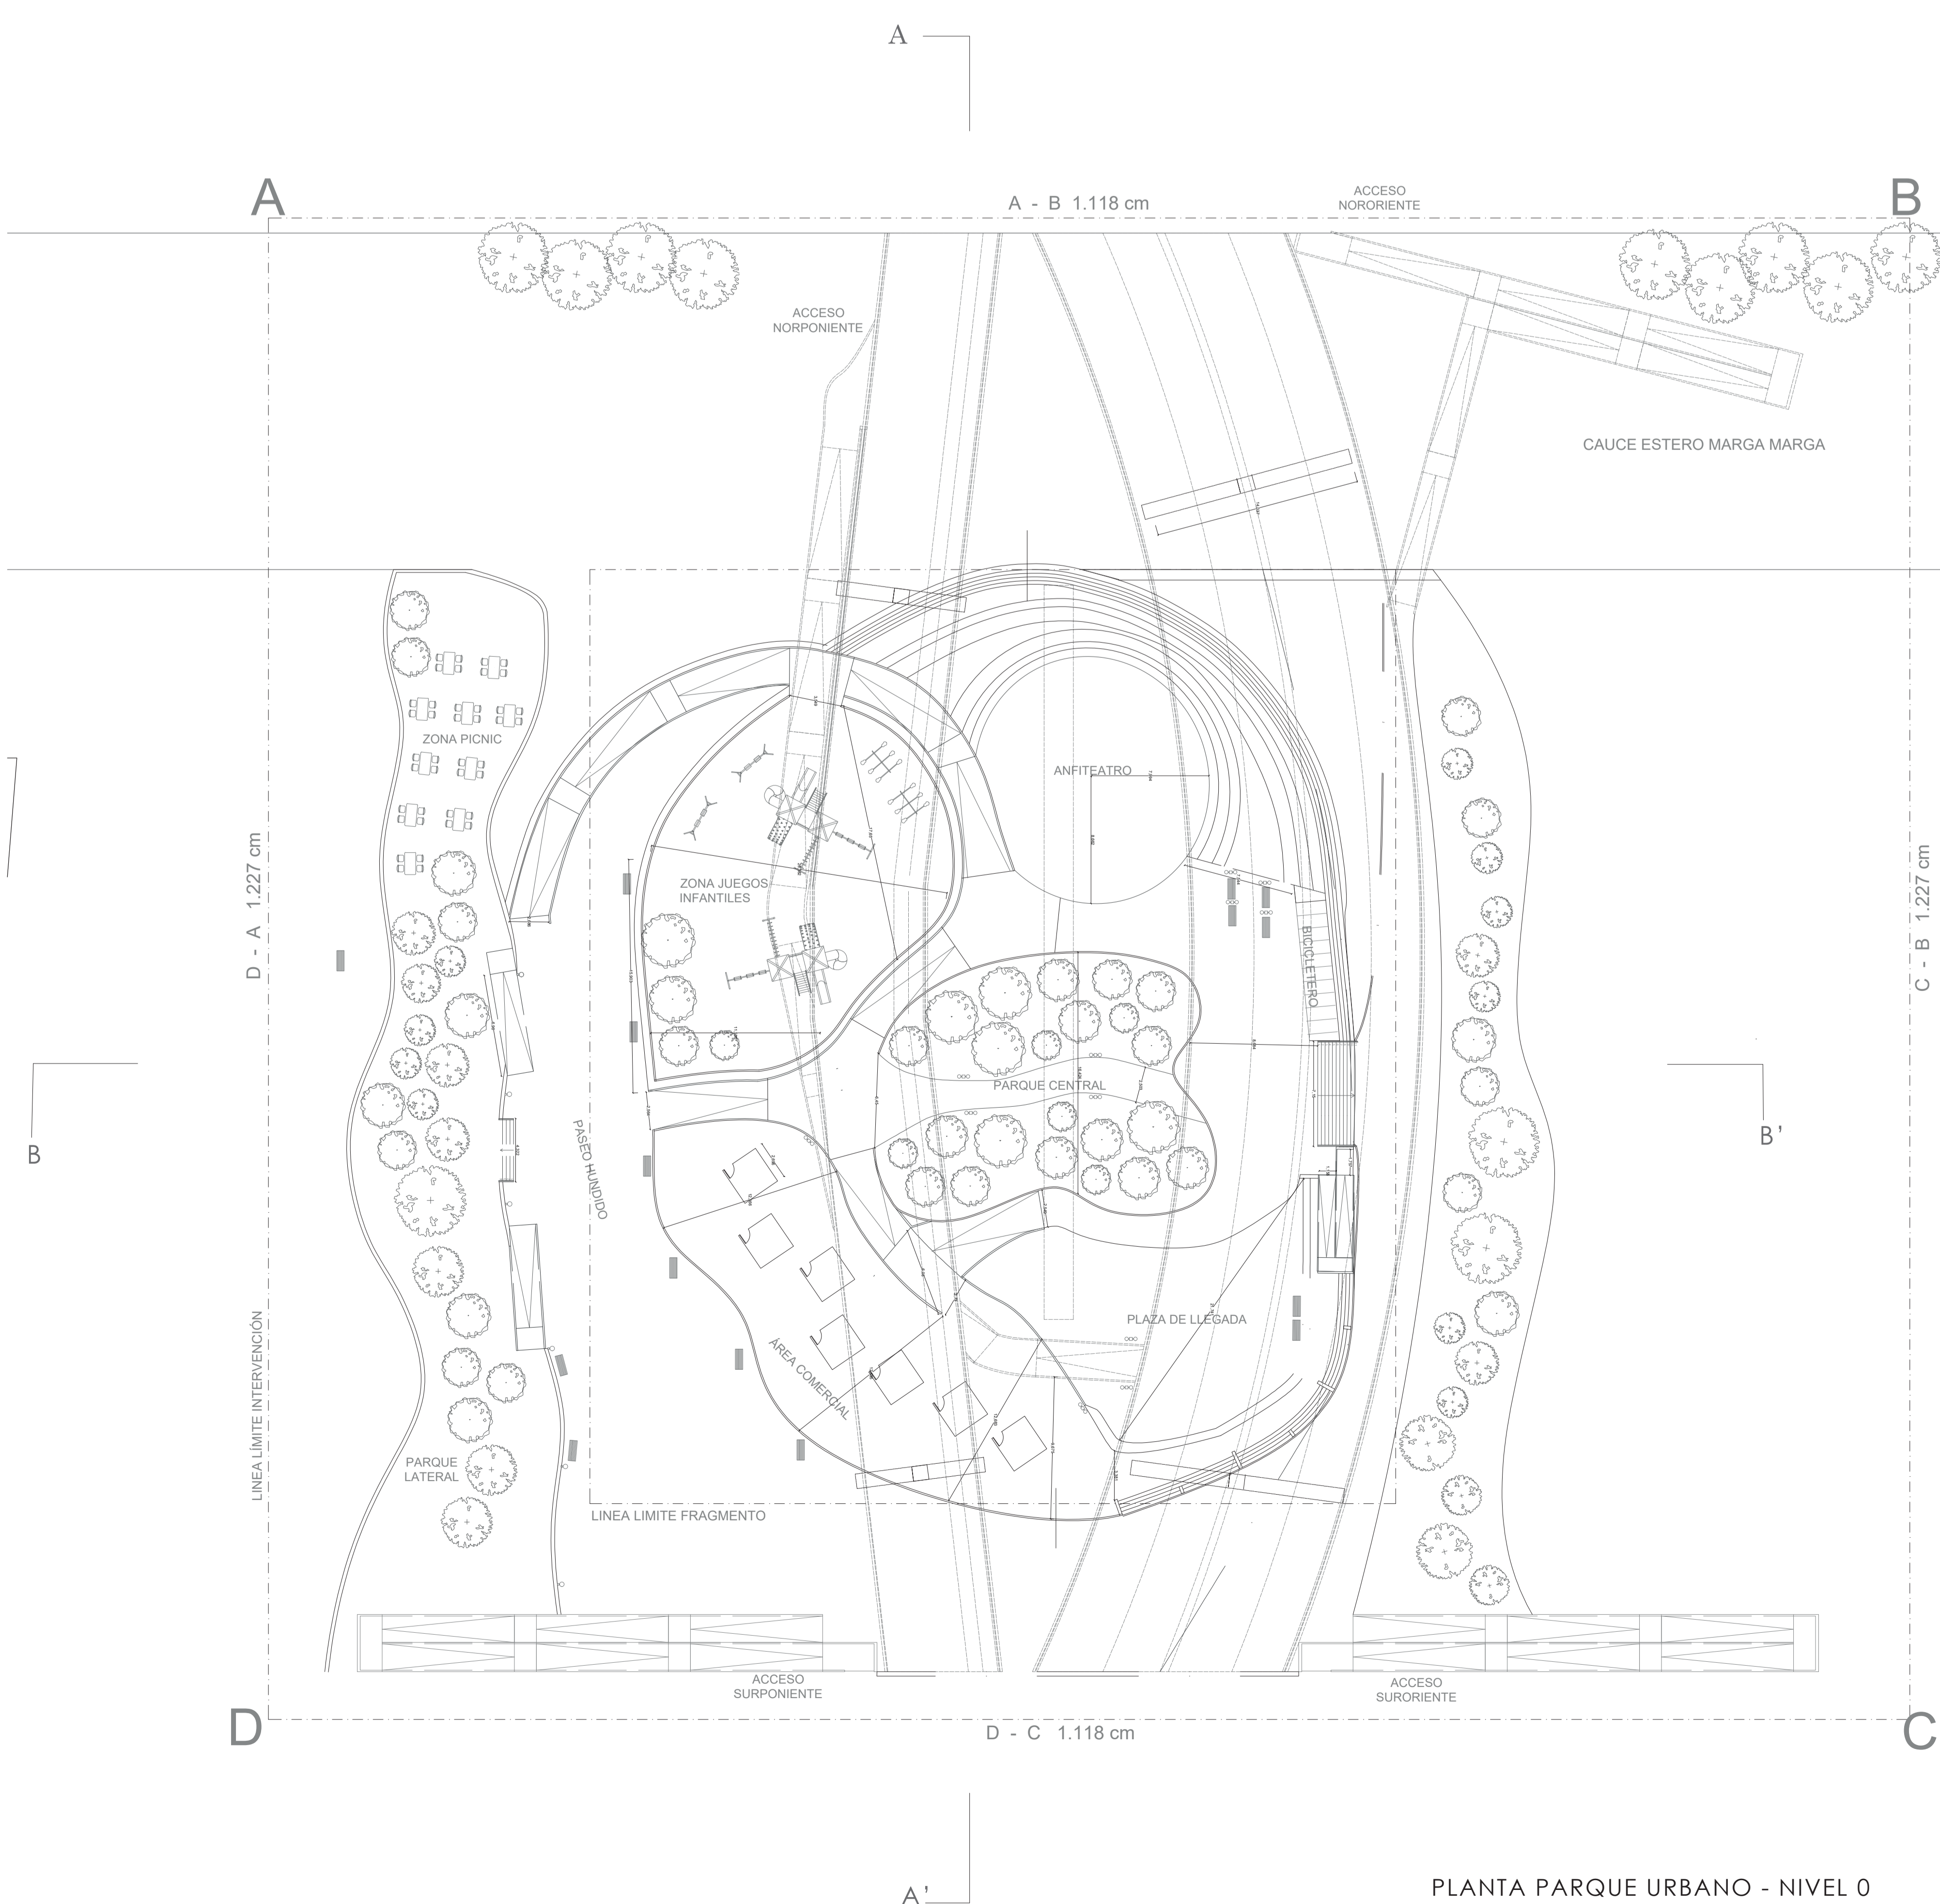 A
A
A - B 1.118 cm
ACCESO
NORORIENTE
B
ACCESO
NORPONIENTE
CAUCE ESTERO MARGA MARGA
ZONA PICNIC
ANFITEATRO
D - A 1.227 cm
C - B 1.227 cm
ZONA JUEGOS
INFANTILES
BICICLETERO
PARQUE CENTRAL
B
B'
PASEO HUNDIDO
PLAZA DE LLEGADA
ÁREA COMERCIAL
LINEA LÍMITE INTERVENCIÓN
PARQUE
LATERAL
LINEA LIMITE FRAGMENTO
ACCESO
SURPONIENTE
ACCESO
SURORIENTE
D
D - C 1.118 cm
C
A'
PLANTA PARQUE URBANO - NIVEL 0